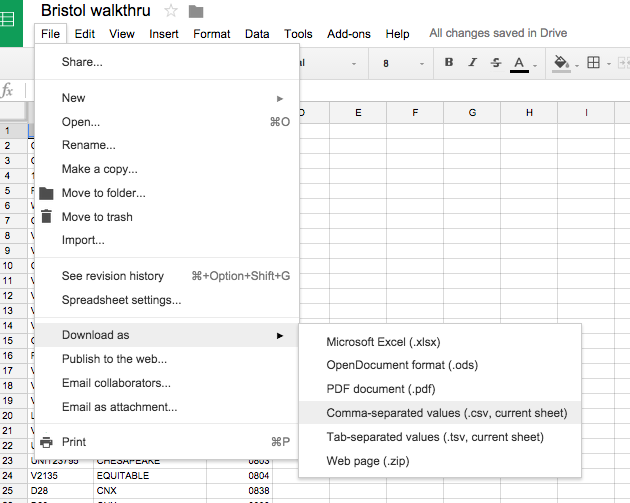 Bristol walkthru
File Edit View Insert Format Data Tools Add-ons Help All changes saved in Drive
8 B I S A
fx
Share...
New ►
Open... ⌘O
Rename...
Make a copy...
Move to folder...
Move to trash
Import...
See revision history ⌘+Option+Shift+G
Spreadsheet settings...
Download as ►
Publish to the web...
Email collaborators...
Email as attachment...
Print ⌘P
Microsoft Excel (.xlsx)
OpenDocument format (.ods)
PDF document (.pdf)
Comma-separated values (.csv, current sheet)
Tab-separated values (.tsv, current sheet)
Web page (.zip)
D E F G H I
1
2
3
4
5
6
7
8
9
10
11
12
13
14
15
16
17
18
19
20
21
22
23 UNIT23795 CHESAPEAKE 0803
24 V2135 EQUITABLE 0804
25 D28 CNX 0838